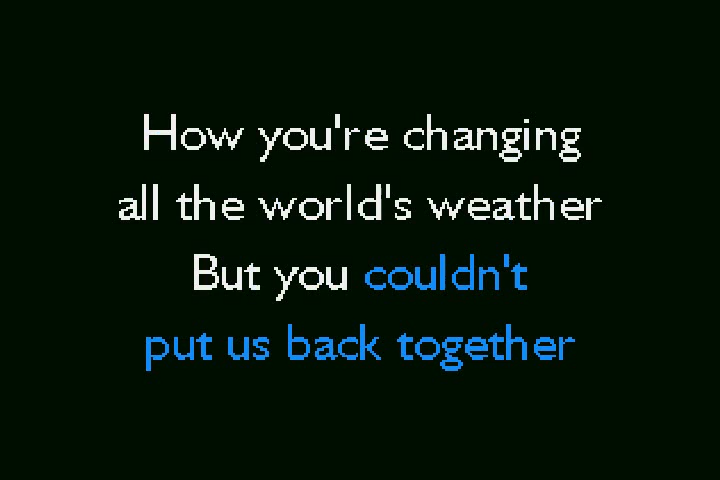 How you're changing
all the world's weather
But you couldn't
put us back together